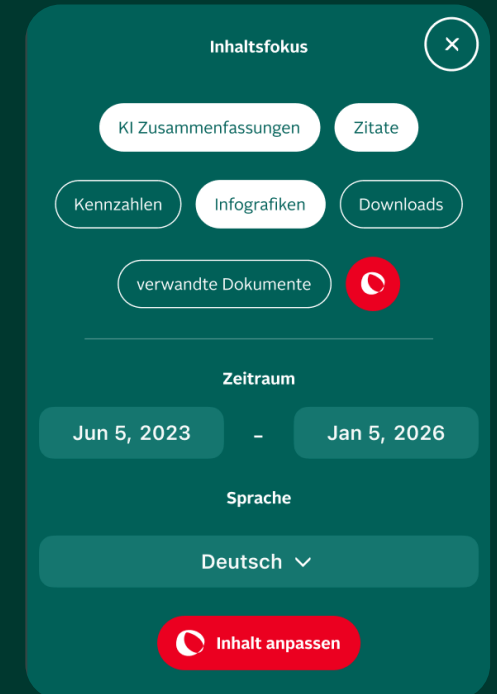 Inhaltsfokus
KI Zusammenfassungen
Zitate
Kennzahlen
Infografiken
Downloads
verwandte Dokumente
Zeitraum
Jun 5, 2023 - Jan 5, 2026
Sprache
Deutsch
Inhalt anpassen